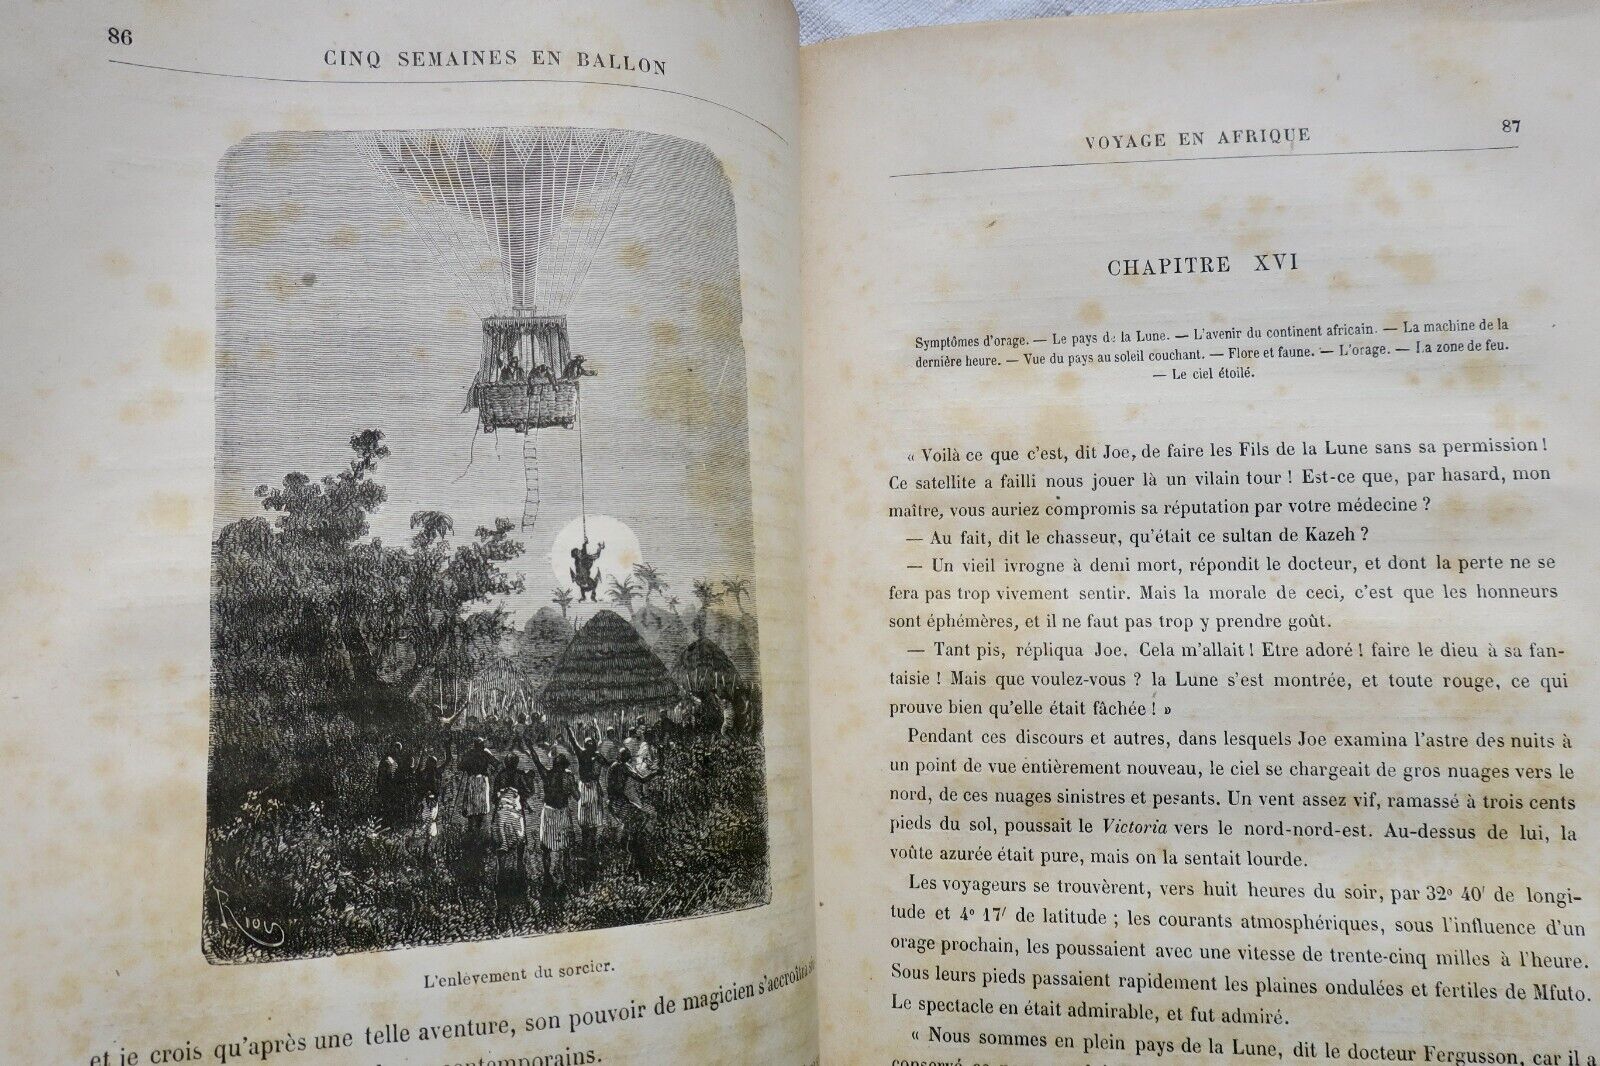 86
CINQ SEMAINES EN BALLON
Riou
L'enlèvement du sorcier.
et je crois qu'après une telle aventure, son pouvoir de magicien s'accroîtra
contemporains.
87
VOYAGE EN AFRIQUE
CHAPITRE XVI
Symptômes d'orage. — Le pays de la Lune. — L'avenir du continent africain. — La machine de la
dernière heure. — Vue du pays au soleil couchant. — Flore et faune. — L'orage. — La zone de feu.
— Le ciel étoilé.
« Voilà ce que c'est, dit Joe, de faire les Fils de la Lune sans sa permission !
Ce satellite a failli nous jouer là un vilain tour ! Est-ce que, par hasard, mon
maître, vous auriez compromis sa réputation par votre médecine ?
— Au fait, dit le chasseur, qu'était ce sultan de Kazeh ?
— Un vieil ivrogne à demi mort, répondit le docteur, et dont la perte ne se
fera pas trop vivement sentir. Mais la morale de ceci, c'est que les honneurs
sont éphémères, et il ne faut pas trop y prendre goût.
— Tant pis, répliqua Joe. Cela m'allait ! Etre adoré ! faire le dieu à sa fan-
taisie ! Mais que voulez-vous ? la Lune s'est montrée, et toute rouge, ce qui
prouve bien qu'elle était fâchée ! »
Pendant ces discours et autres, dans lesquels Joe examina l'astre des nuits à
un point de vue entièrement nouveau, le ciel se chargeait de gros nuages vers le
nord, de ces nuages sinistres et pesants. Un vent assez vif, ramassé à trois cents
pieds du sol, poussait le Victoria vers le nord-nord-est. Au-dessus de lui, la
voûte azurée était pure, mais on la sentait lourde.
Les voyageurs se trouvèrent, vers huit heures du soir, par 32° 40′ de longi-
tude et 4° 17′ de latitude ; les courants atmosphériques, sous l'influence d'un
orage prochain, les poussaient avec une vitesse de trente-cinq milles à l'heure.
Sous leurs pieds passaient rapidement les plaines ondulées et fertiles de Mfuto.
Le spectacle en était admirable, et fut admiré.
« Nous sommes en plein pays de la Lune, dit le docteur Fergusson, car il a
conservé ce